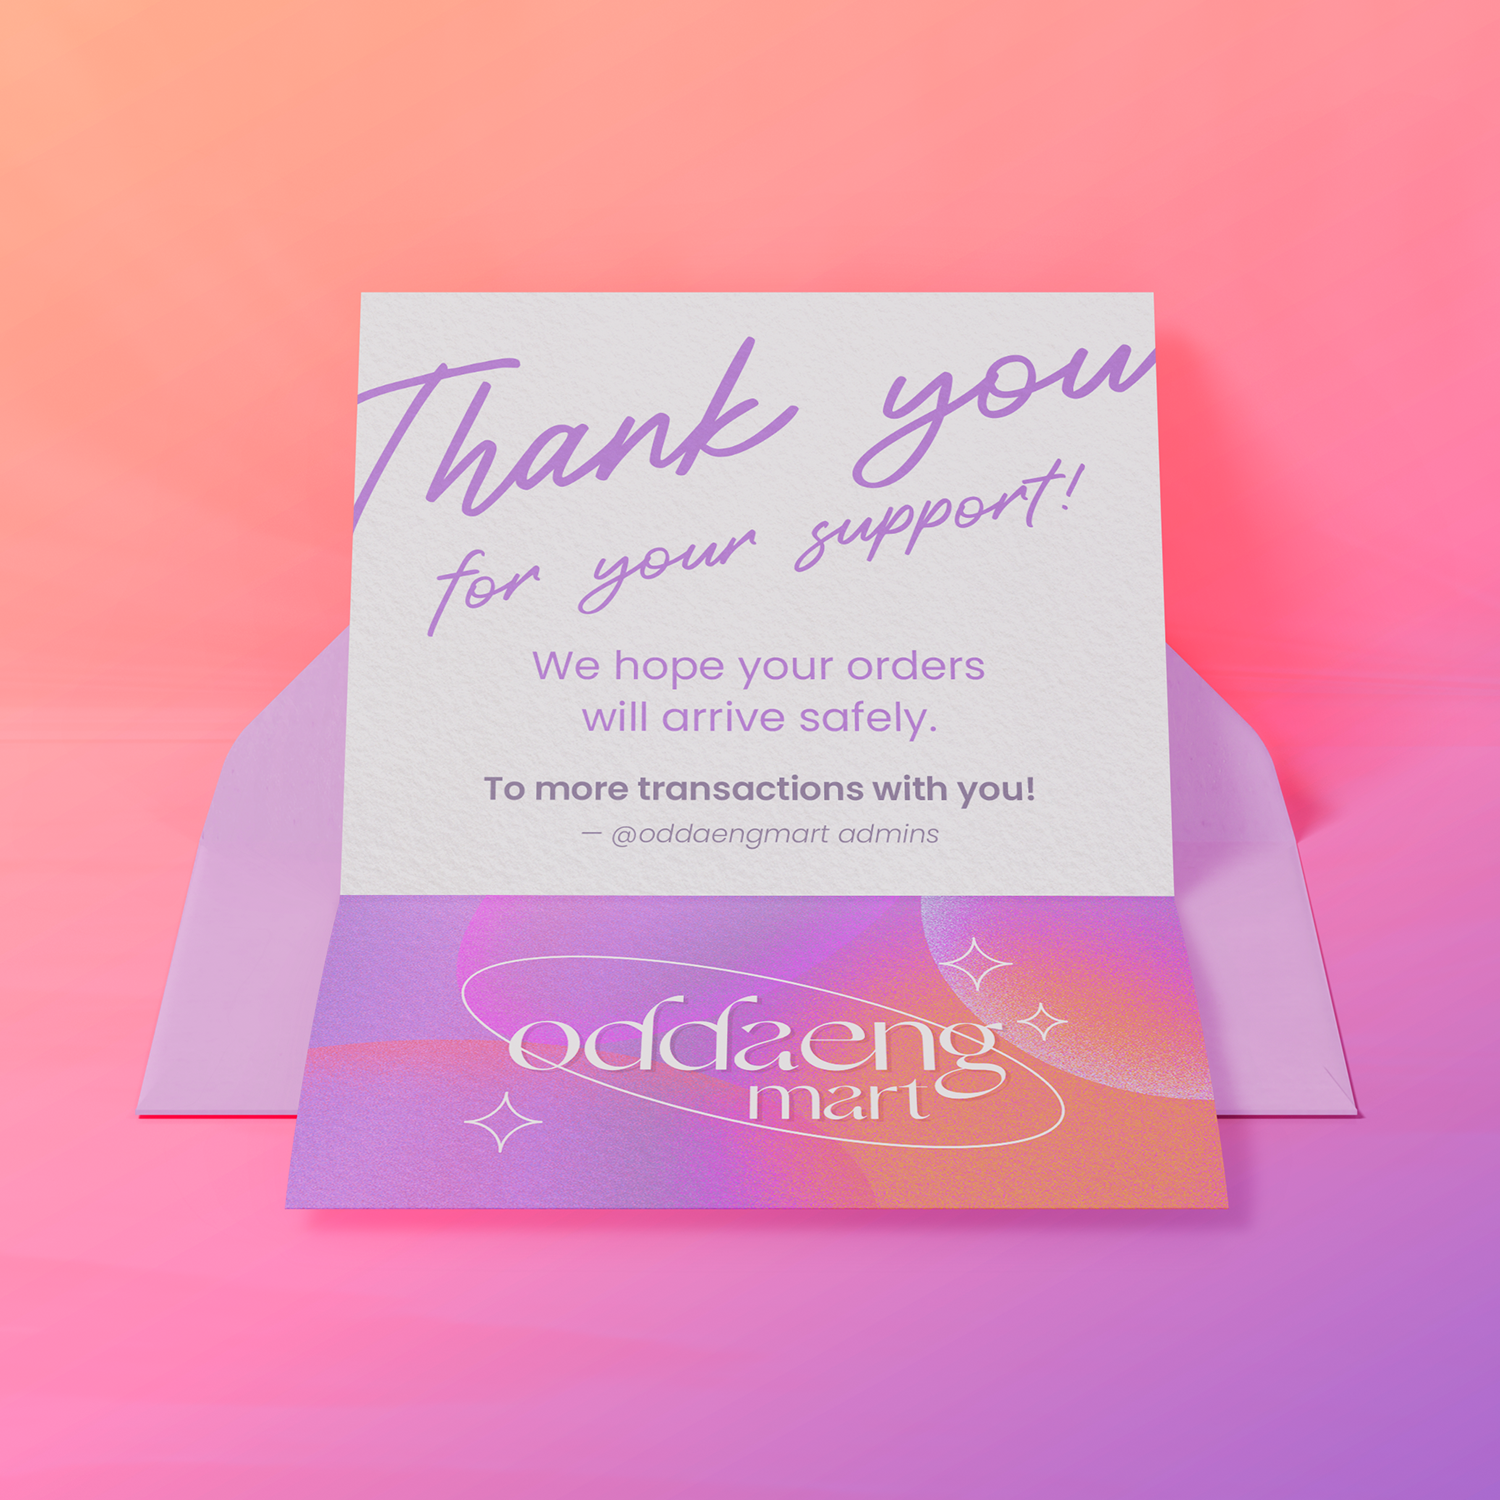 Thank you
for your support!
We hope your orders
will arrive safely.
To more transactions with you!
— @oddaengmart admins
oddaeng
mart